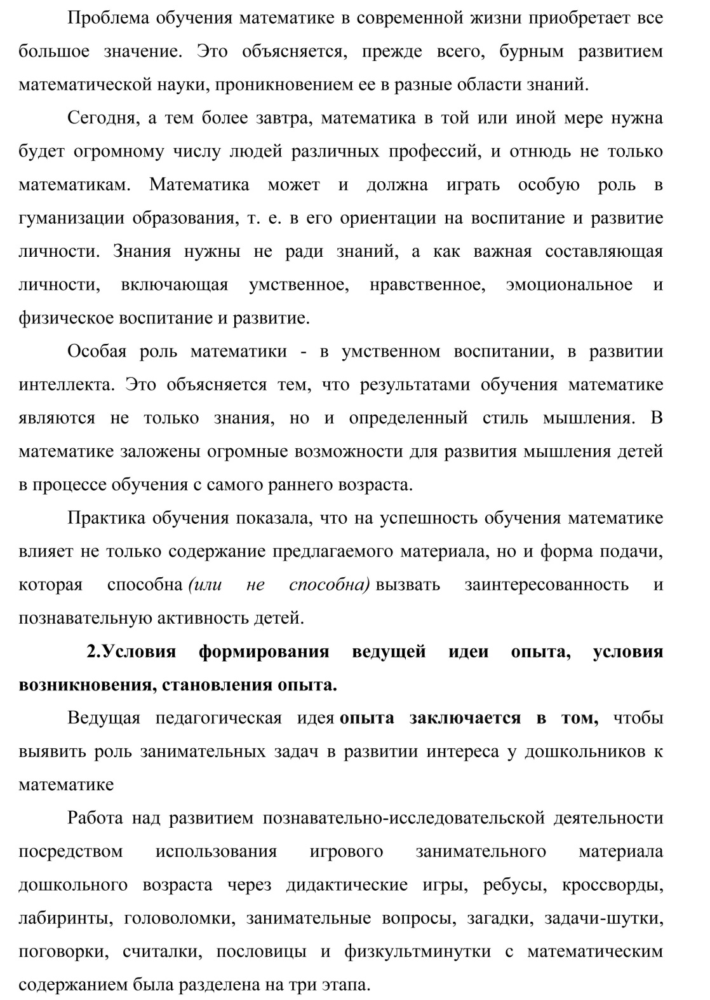 Проблема обучения математике в современной жизни приобретает все
большое значение. Это объясняется, прежде всего, бурным развитием
математической науки, проникновением ее в разные области знаний.
Сегодня, а тем более завтра, математика в той или иной мере нужна
будет огромному числу людей различных профессий, и отнюдь не только
математикам. Математика может и должна играть особую роль в
гуманизации образования, т. е. в его ориентации на воспитание и развитие
личности. Знания нужны не ради знаний, а как важная составляющая
личности, включающая умственное, нравственное, эмоциональное и
физическое воспитание и развитие.
Особая роль математики - в умственном воспитании, в развитии
интеллекта. Это объясняется тем, что результатами обучения математике
являются не только знания, но и определенный стиль мышления. В
математике заложены огромные возможности для развития мышления детей
в процессе обучения с самого раннего возраста.
Практика обучения показала, что на успешность обучения математике
влияет не только содержание предлагаемого материала, но и форма подачи,
которая способна (или не способна) вызвать заинтересованность и
познавательную активность детей.
2.Условия формирования ведущей идеи опыта, условия
возникновения, становления опыта.
Ведущая педагогическая идея опыта заключается в том, чтобы
выявить роль занимательных задач в развитии интереса у дошкольников к
математике
Работа над развитием познавательно-исследовательской деятельности
посредством использования игрового занимательного материала
дошкольного возраста через дидактические игры, ребусы, кроссворды,
лабиринты, головоломки, занимательные вопросы, загадки, задачи-шутки,
поговорки, считалки, пословицы и физкультминутки с математическим
содержанием была разделена на три этапа.